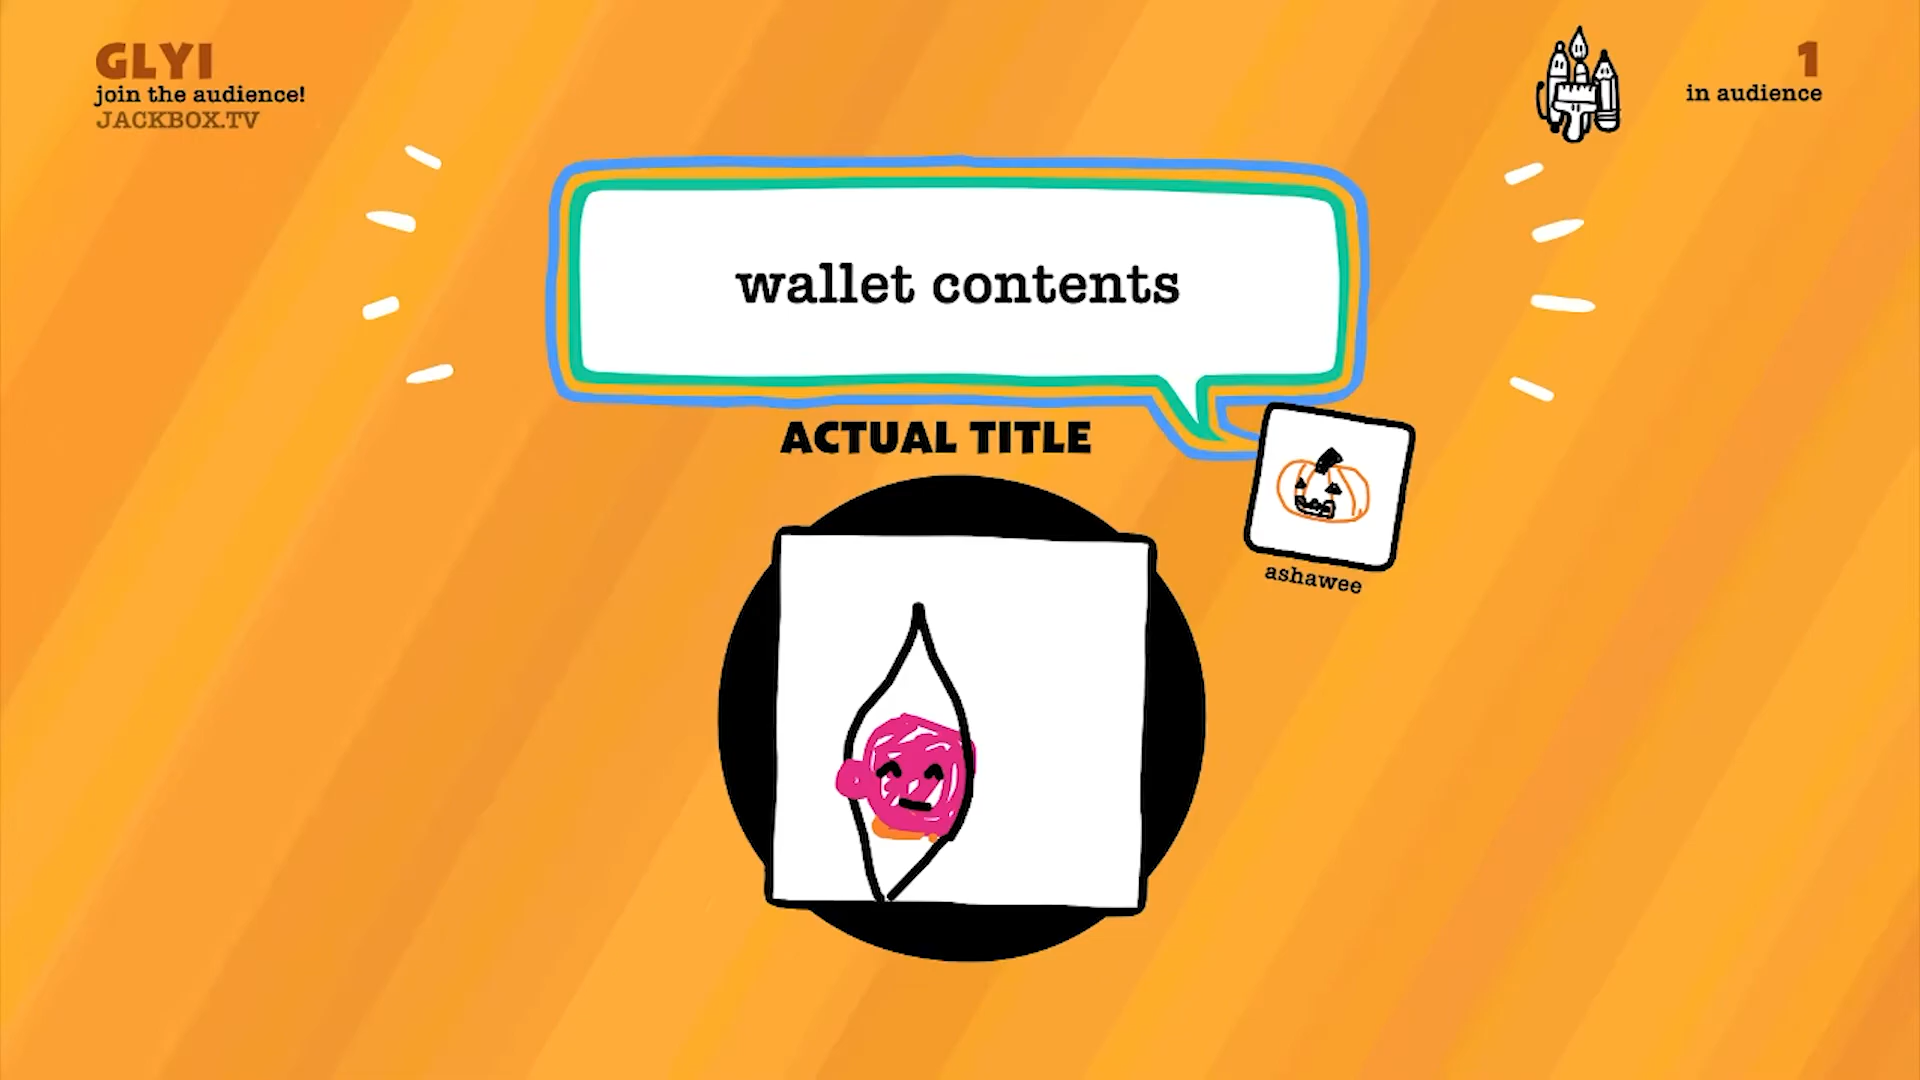 GLYI
join the audience!
JACKBOX.TV
1
in audience
wallet contents
ACTUAL TITLE
ashawee